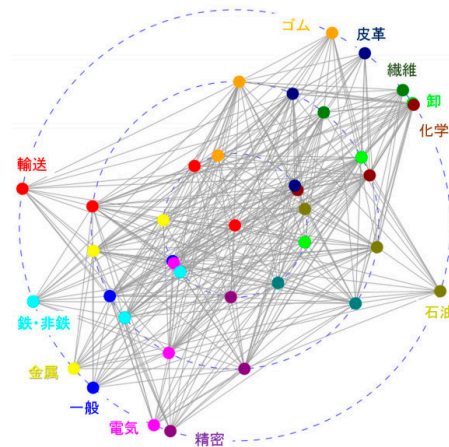 ゴム
皮革
繊維
卸
化学
輸送
鉄・非鉄
石油
金属
一般
電気
精密